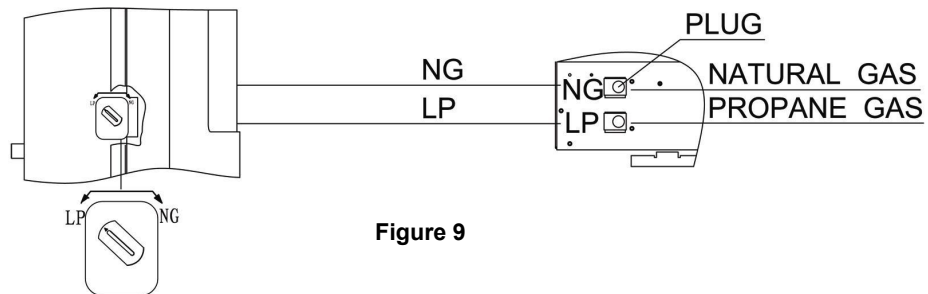 PLUG
NG
NG
NATURAL GAS
LP
LP
PROPANE GAS
LP
NG
LP
NG
Figure 9